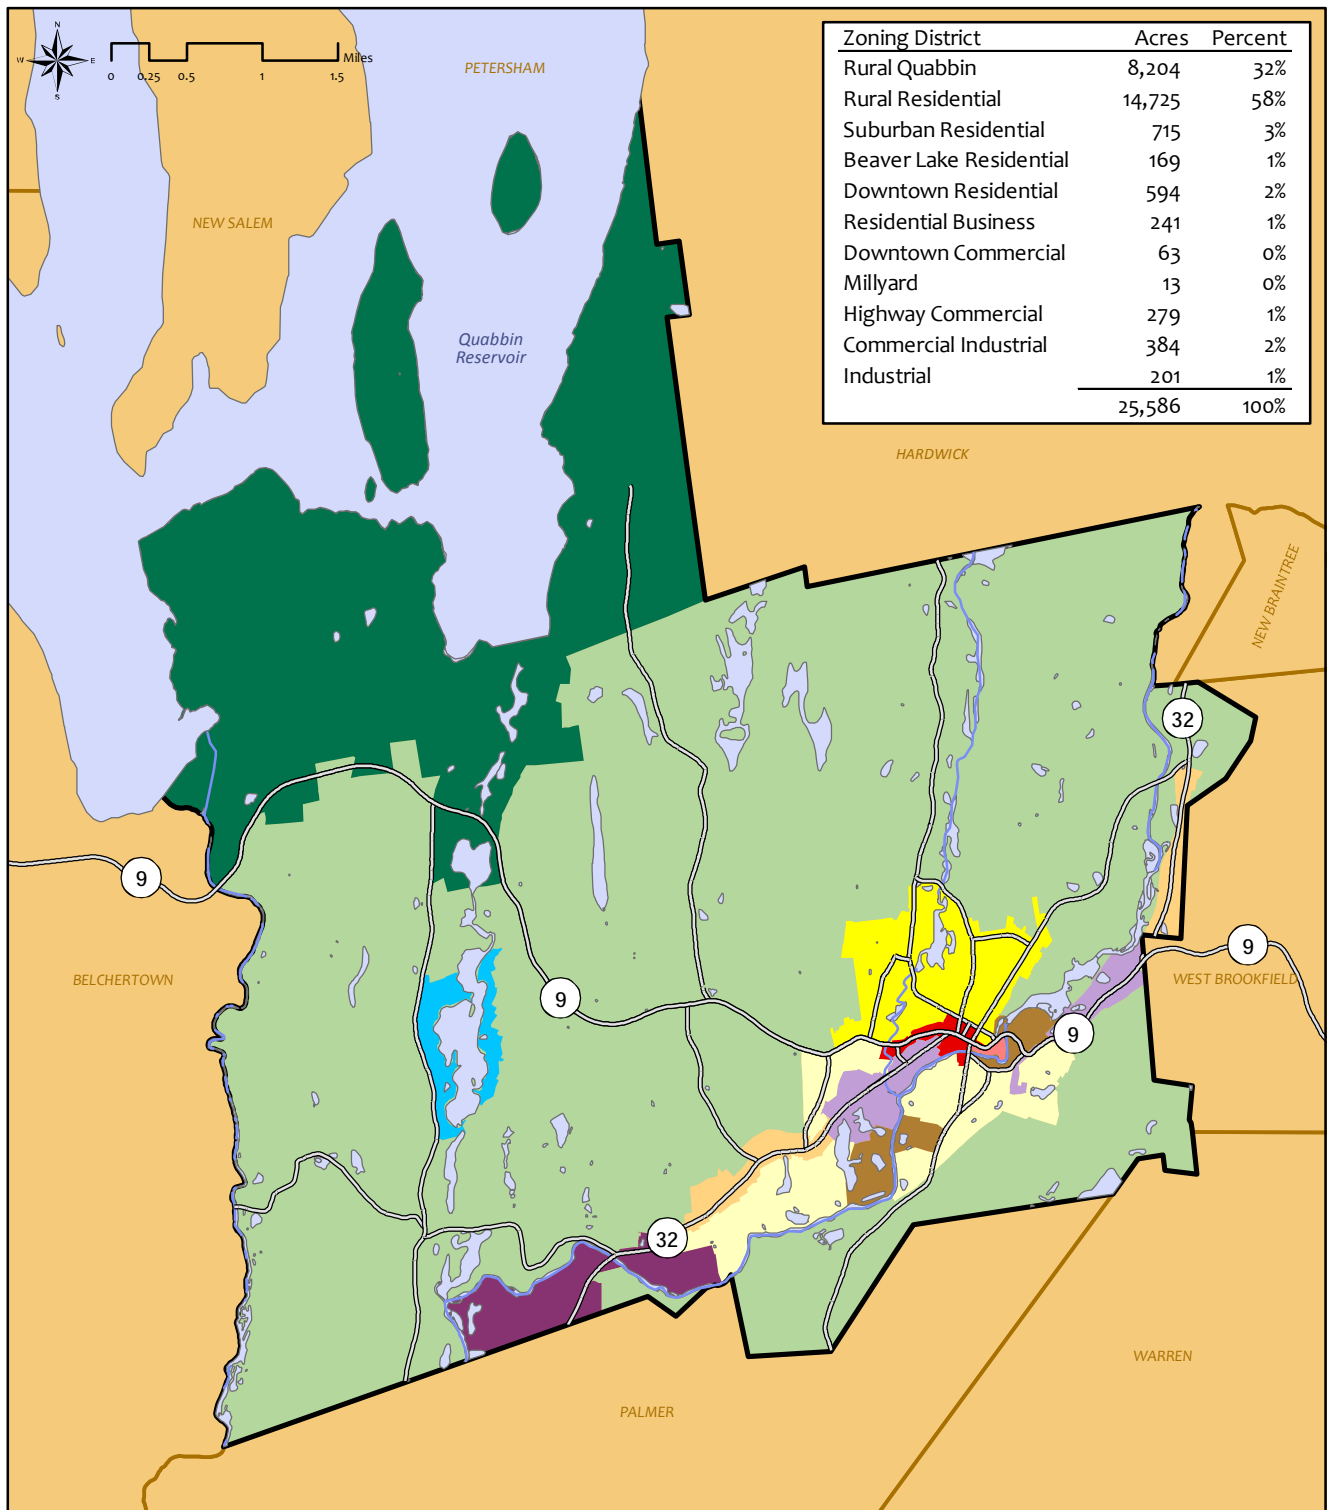 N
W E
S
0 0.25 0.5 1 1.5 Miles
PETERSHAM
Zoning District Acres Percent
Rural Quabbin 8,204 32%
Rural Residential 14,725 58%
Suburban Residential 715 3%
Beaver Lake Residential 169 1%
Downtown Residential 594 2%
Residential Business 241 1%
Downtown Commercial 63 0%
Millyard 13 0%
Highway Commercial 279 1%
Commercial Industrial 384 2%
Industrial 201 1%
25,586 100%
NEW SALEM
Quabbin
Reservoir
HARDWICK
NEW BRAINTREE
32
9
9
BELCHERTOWN
WEST BROOKFIELD
9
9
32
WARREN
PALMER